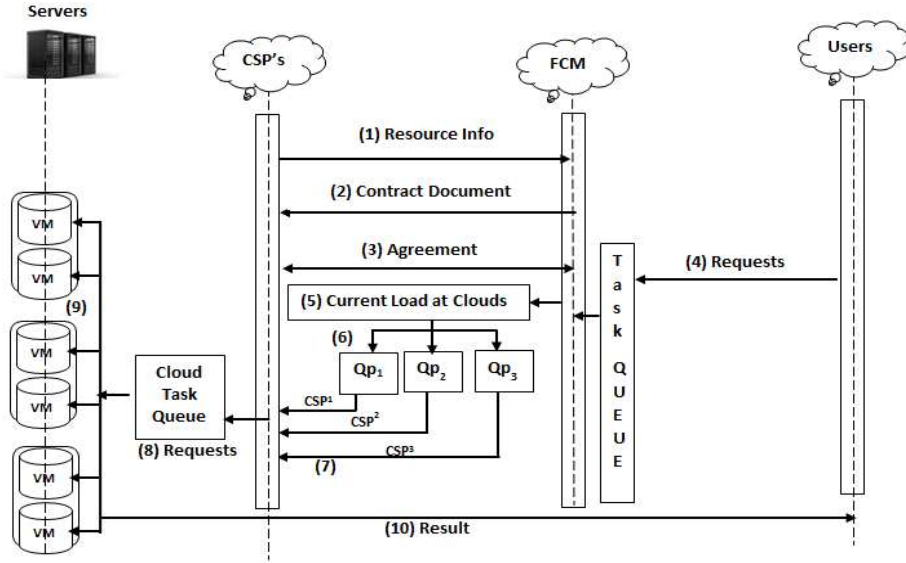 Servers
CSP's
FCM
Users
(1) Resource Info
(2) Contract Document
(3) Agreement
(4) Requests
Task QUEUE
(5) Current Load at Clouds
(6)
Qp1
Qp2
Qp3
CSP1
CSP2
CSP3
(7)
Cloud
Task
Queue
(8) Requests
(9)
VM
VM
VM
VM
VM
VM
(10) Result